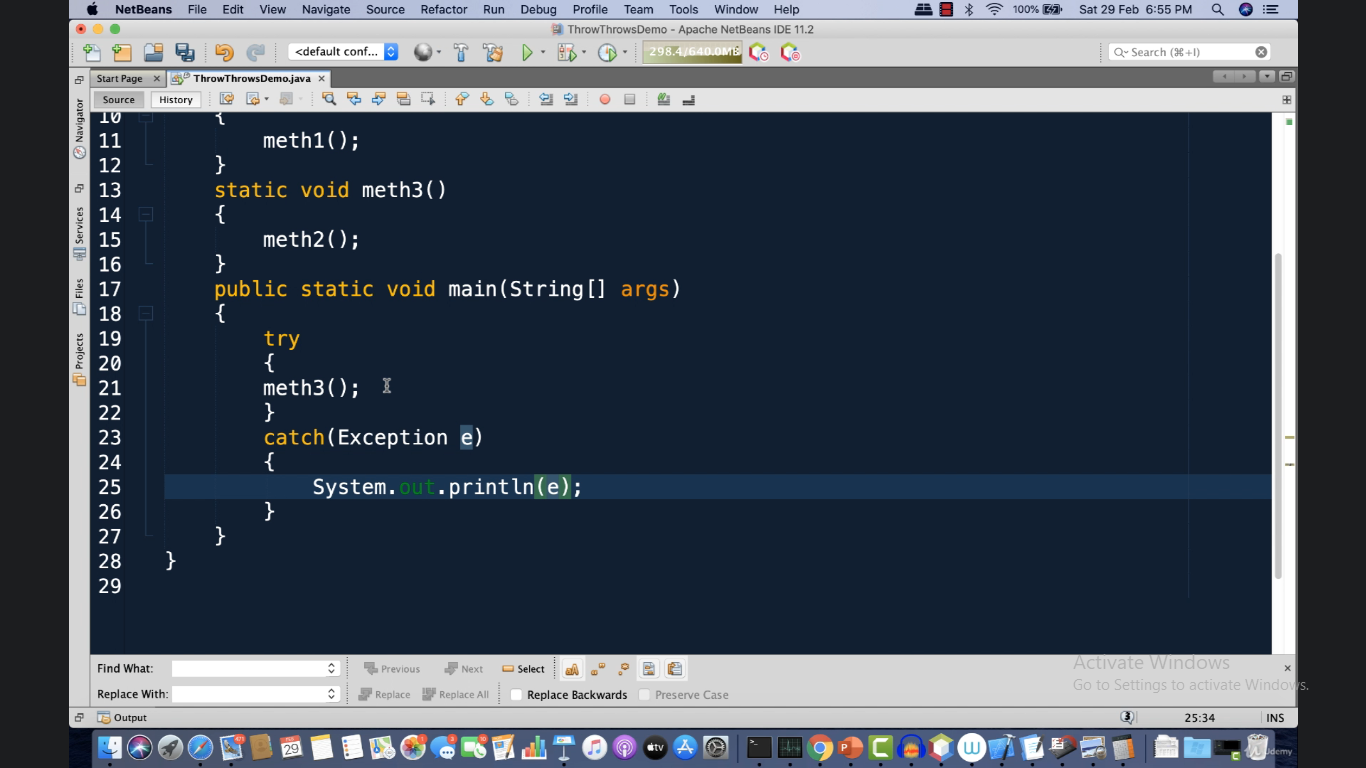 NetBeans File Edit View Navigate Source Refactor Run Debug Profile Team Tools Window Help 100% Sat 29 Feb 6:55 PM
ThrowThrowsDemo - Apache NetBeans IDE 11.2
<default conf... 298.4/640.0MB Search (⌘+I)
Start Page ThrowThrowsDemo.java
Source History
Navigator
Services
Files
Projects
10 {
11 meth1();
12 }
13 static void meth3()
14 {
15 meth2();
16 }
17 public static void main(String[] args)
18 {
19 try
20 {
21 meth3();
22 }
23 catch(Exception e)
24 {
25 System.out.println(e);
26 }
27 }
28 }
29
Find What: Previous Next Select
Replace With: Replace Replace All Replace Backwards Preserve Case
Activate Windows
Go to Settings to activate Windows.
Output 25:34 INS
29
tv
Udemy